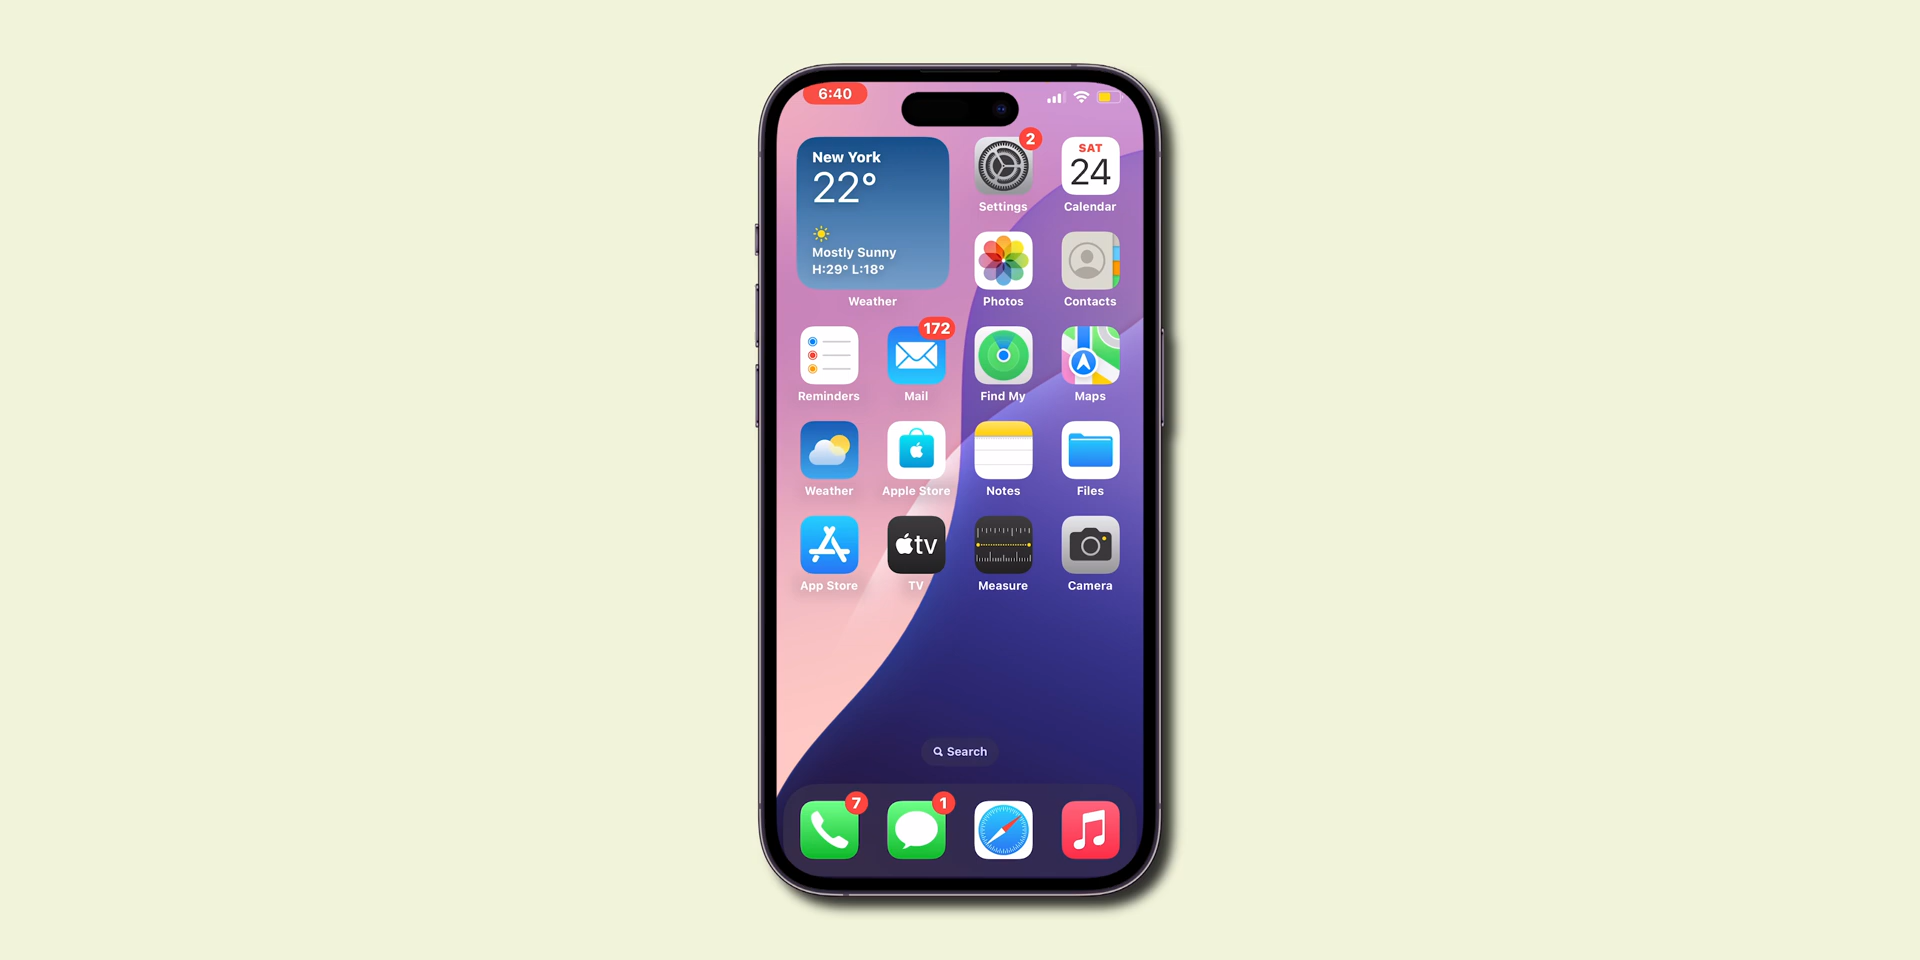 6:40
New York
22°
Mostly Sunny
H:29° L:18°
Weather
2
Settings
SAT
24
Calendar
Photos
Contacts
Reminders
172
Mail
Find My
Maps
Weather
Apple Store
Notes
Files
App Store
tv
TV
Measure
Camera
Search
7
1